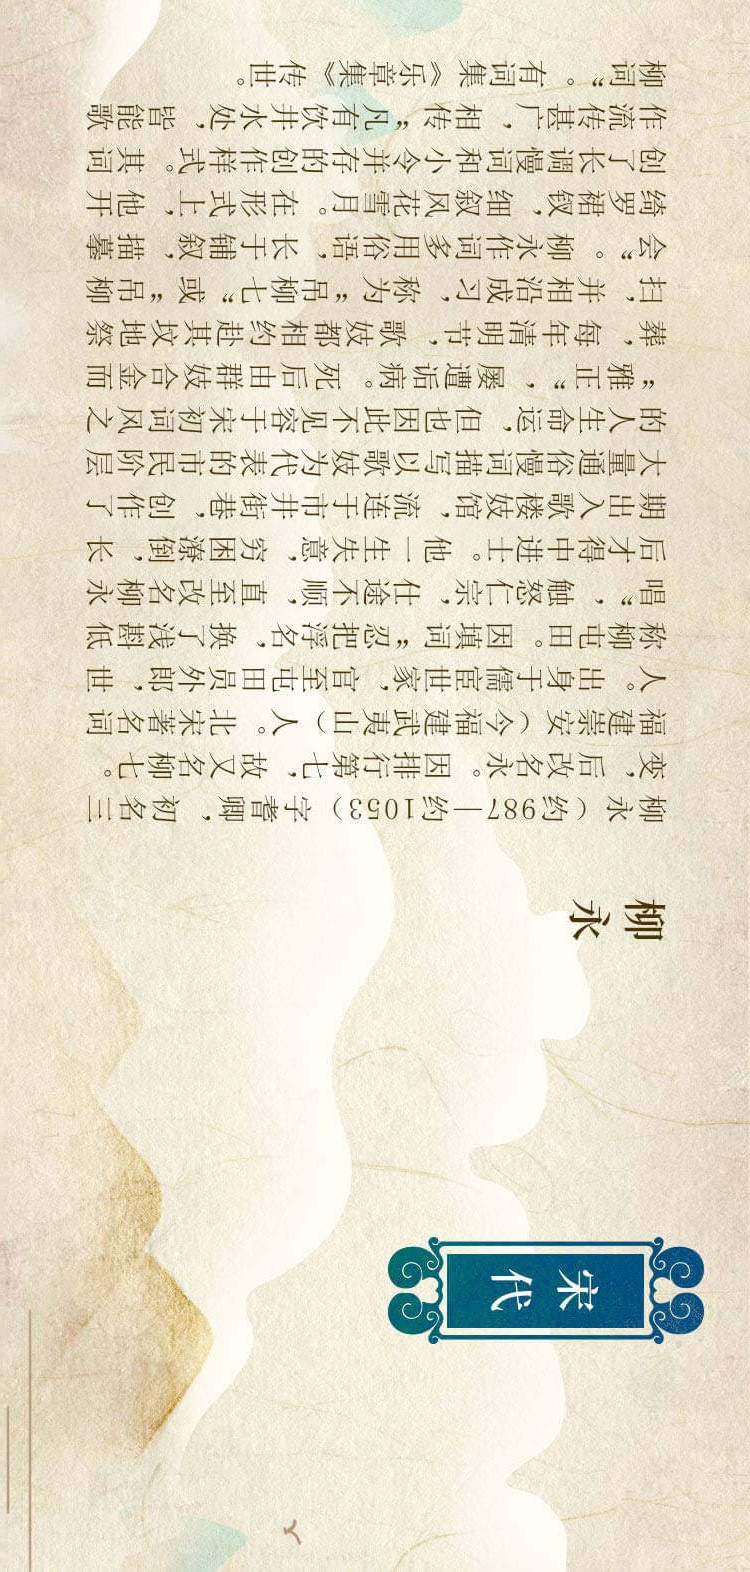 宋代
柳永
柳永（约987—约1053）字耆卿，初名三
变，后改名永。因排行第七，故又名柳七。
福建崇安（今福建武夷山）人。北宋著名词
人。出身于儒宦世家，官至屯田员外郎，世
称柳屯田。因填词“忍把浮名，换了浅斟低
唱”，触怒仁宗，仕途不顺，直至改名柳永
后才得中进士。他一生失意，穷困潦倒，长
期出入歌楼妓馆，流连于市井街巷，创作了
大量通俗慢词描写以歌妓为代表的市民阶层
的人生命运，但也因此不见容于宋初词风之
“雅正”，屡遭诟病。死后由群妓合金而
葬，每年清明节，歌妓都相约赴其坟地祭
扫，并相沿成习，称为“吊柳七”或“吊柳
会”。柳永作词多用俗语，长于铺叙，描摹
绮罗裙钗，细叙风花雪月。在形式上，他开
创了长调慢词和小令并存的创作样式。其词
作流传甚广，相传“凡有饮井水处，皆能歌
柳词”。有词集《乐章集》传世。